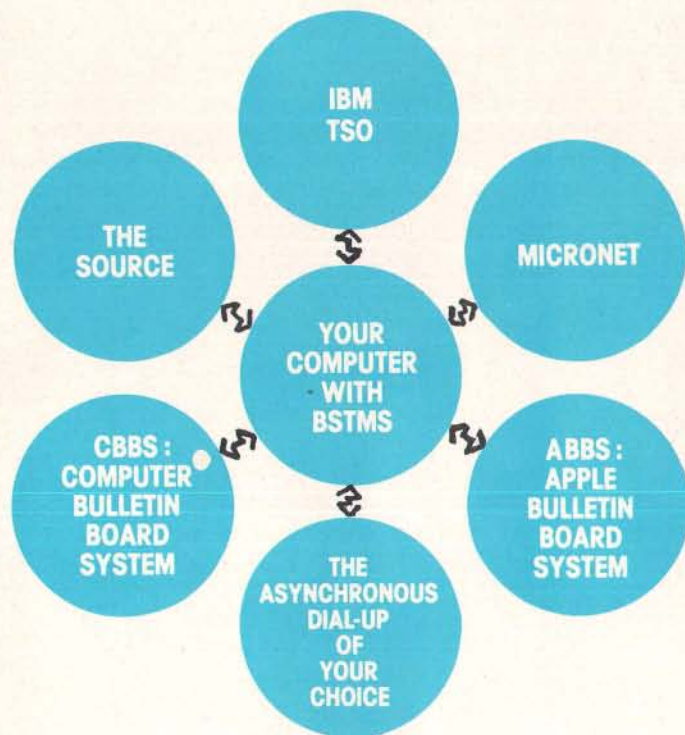 IBM
TSO
THE
SOURCE
MICRONET
YOUR
COMPUTER
WITH
BSTMS
CBBS :
COMPUTER
BULLETIN
BOARD
SYSTEM
ABBS :
APPLE
BULLETIN
BOARD
SYSTEM
THE
ASYNCHRONOUS
DIAL-UP
OF
YOUR
CHOICE